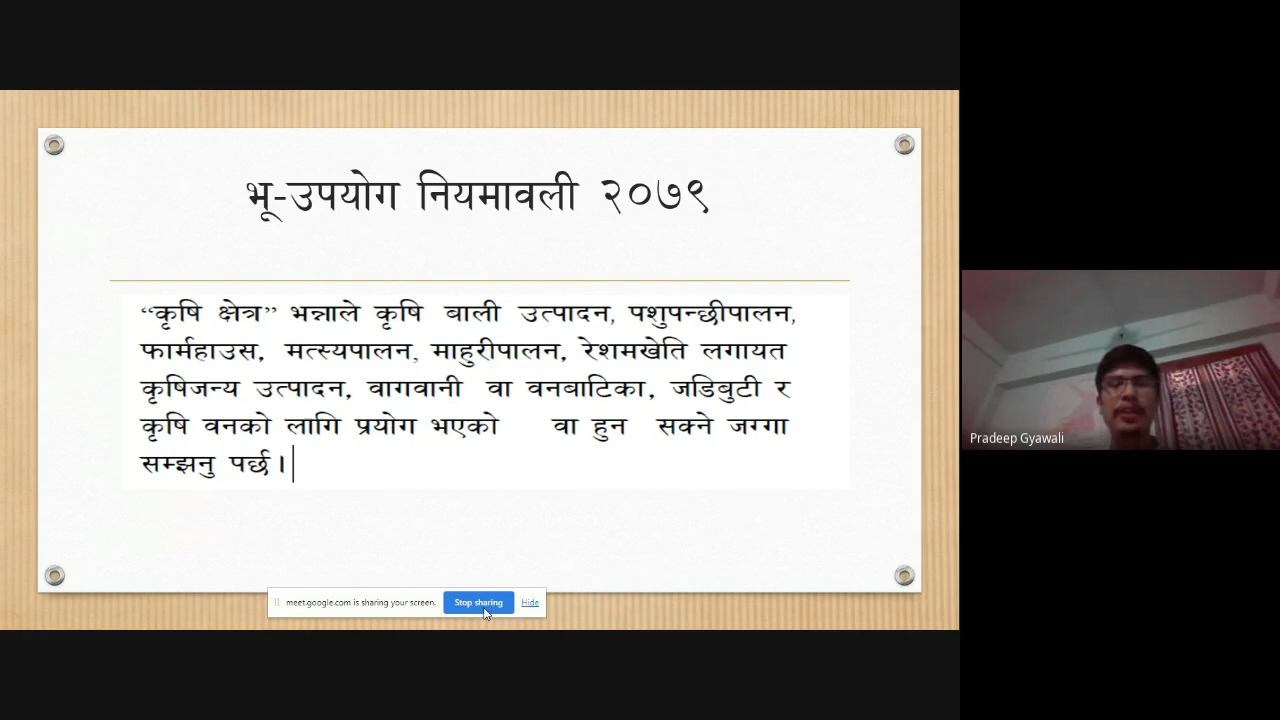 भू-उपयोग नियमावली २०७९
“कृषि क्षेत्र” भन्नाले कृषि बाली उत्पादन, पशुपन्छीपालन,
फार्महाउस, मत्स्यपालन, माहुरीपालन, रेशमखेति लगायत
कृषिजन्य उत्पादन, वागवानी वा वनबाटिका, जडिबुटी र
कृषि वनको लागि प्रयोग भएको वा हुन सक्ने जग्गा
सम्झनु पर्छ।
meet.google.com is sharing your screen. Stop sharing Hide
Pradeep Gyawali